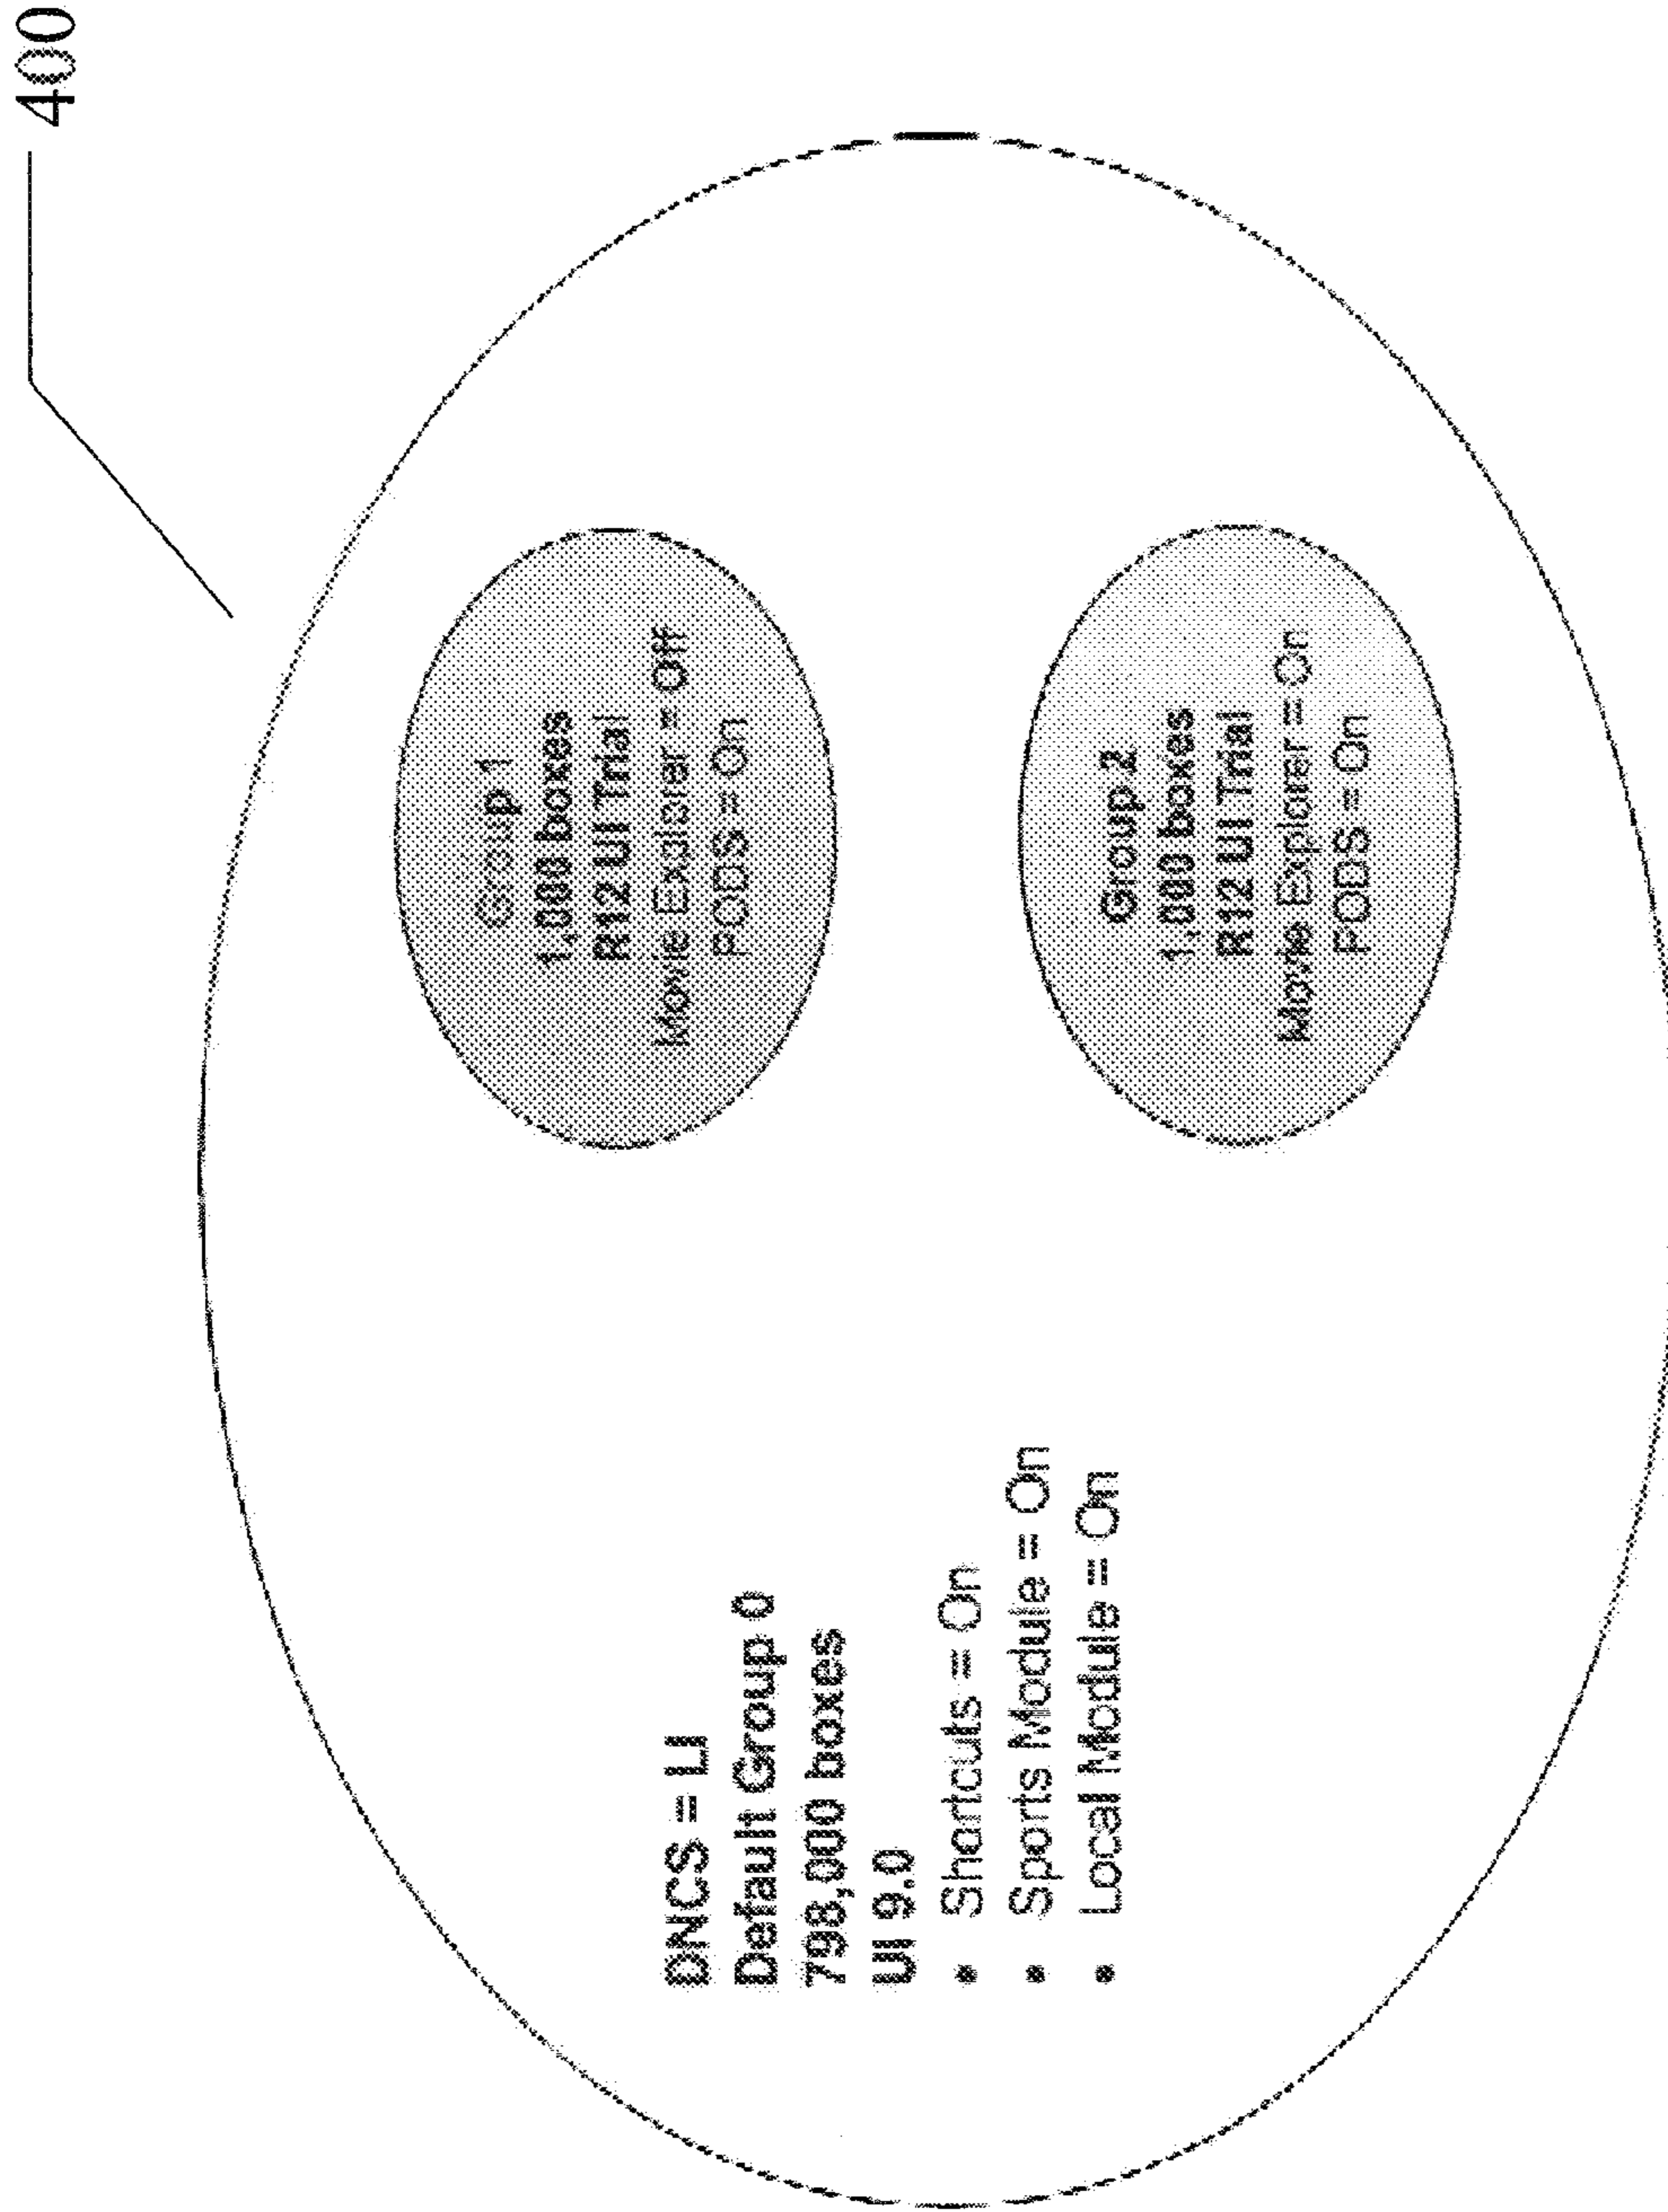 400
DNCS = LI
Default Group 0
798,000 boxes
UI 9.0
• Shortcuts = On
• Sports Module = On
• Local Module = On
Group 1
1,000 boxes
R12 UI Trial
Movie Explorer = Off
PODS = On
Group 2
1,000 boxes
R12 UI Trial
Movie Explorer = On
PODS = On